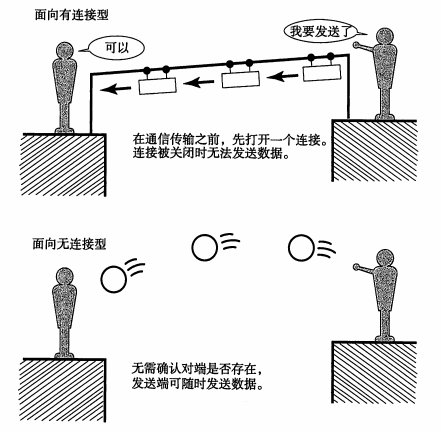 面向有连接型
可以
我要发送了
在通信传输之前，先打开一个连接。
连接被关闭时无法发送数据。
面向无连接型
无需确认对端是否存在，
发送端可随时发送数据。